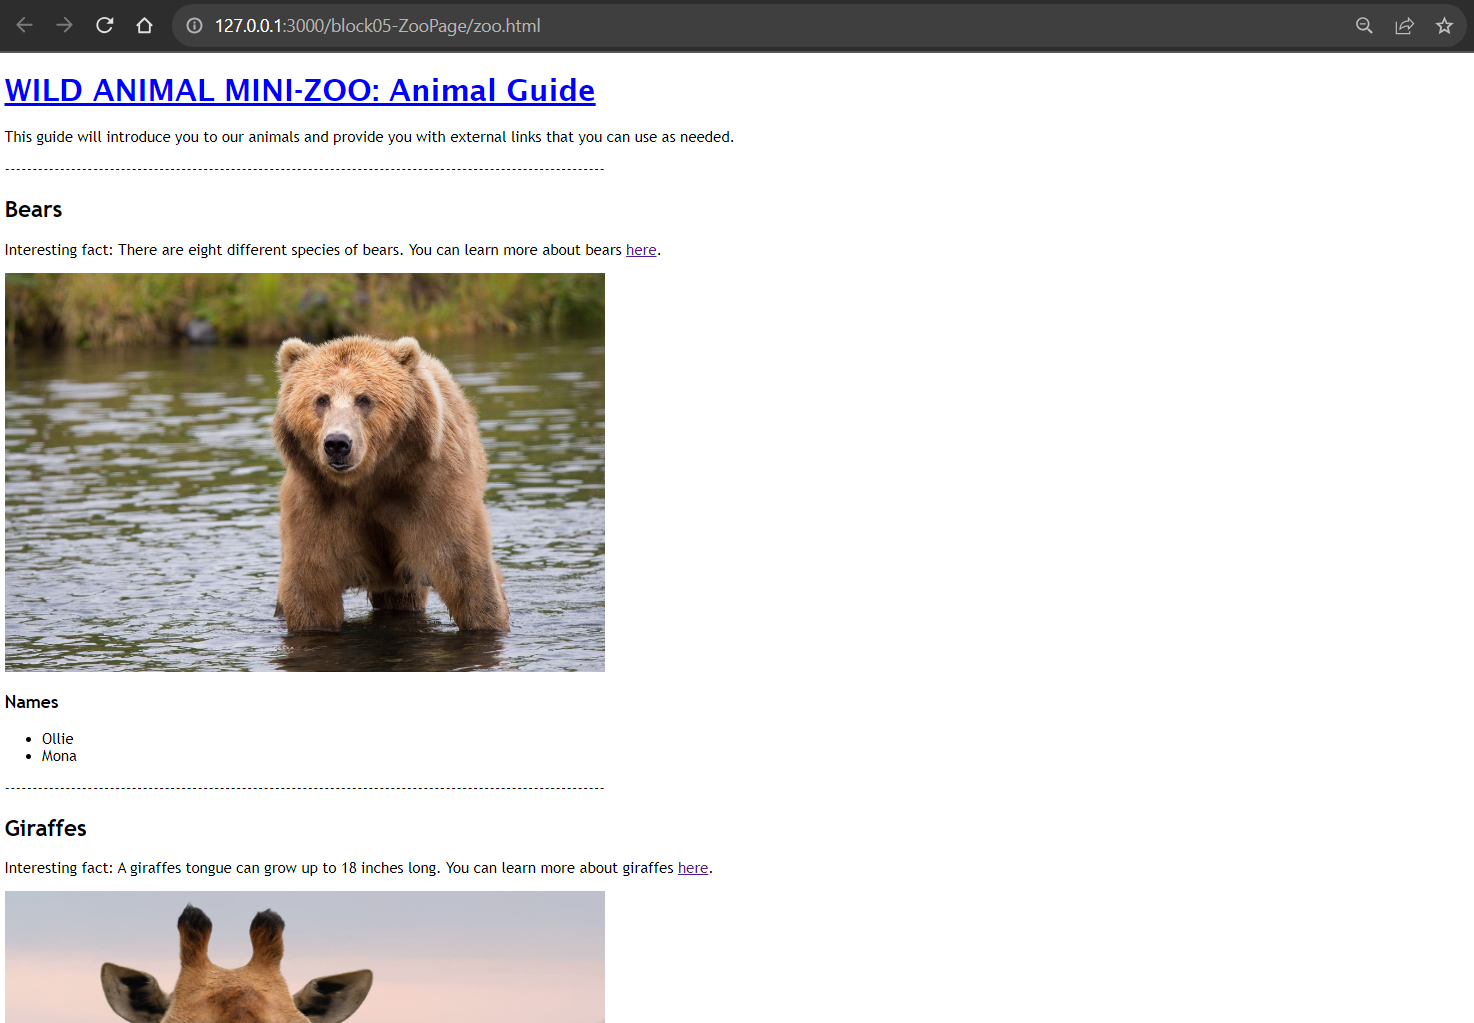 127.0.0.1:3000/block05-ZooPage/zoo.html
WILD ANIMAL MINI-ZOO: Animal Guide
This guide will introduce you to our animals and provide you with external links that you can use as needed.
------------------------------------------------------------------------------------------------------------
Bears
Interesting fact: There are eight different species of bears. You can learn more about bears here.
Names
• Ollie
• Mona
------------------------------------------------------------------------------------------------------------
Giraffes
Interesting fact: A giraffes tongue can grow up to 18 inches long. You can learn more about giraffes here.